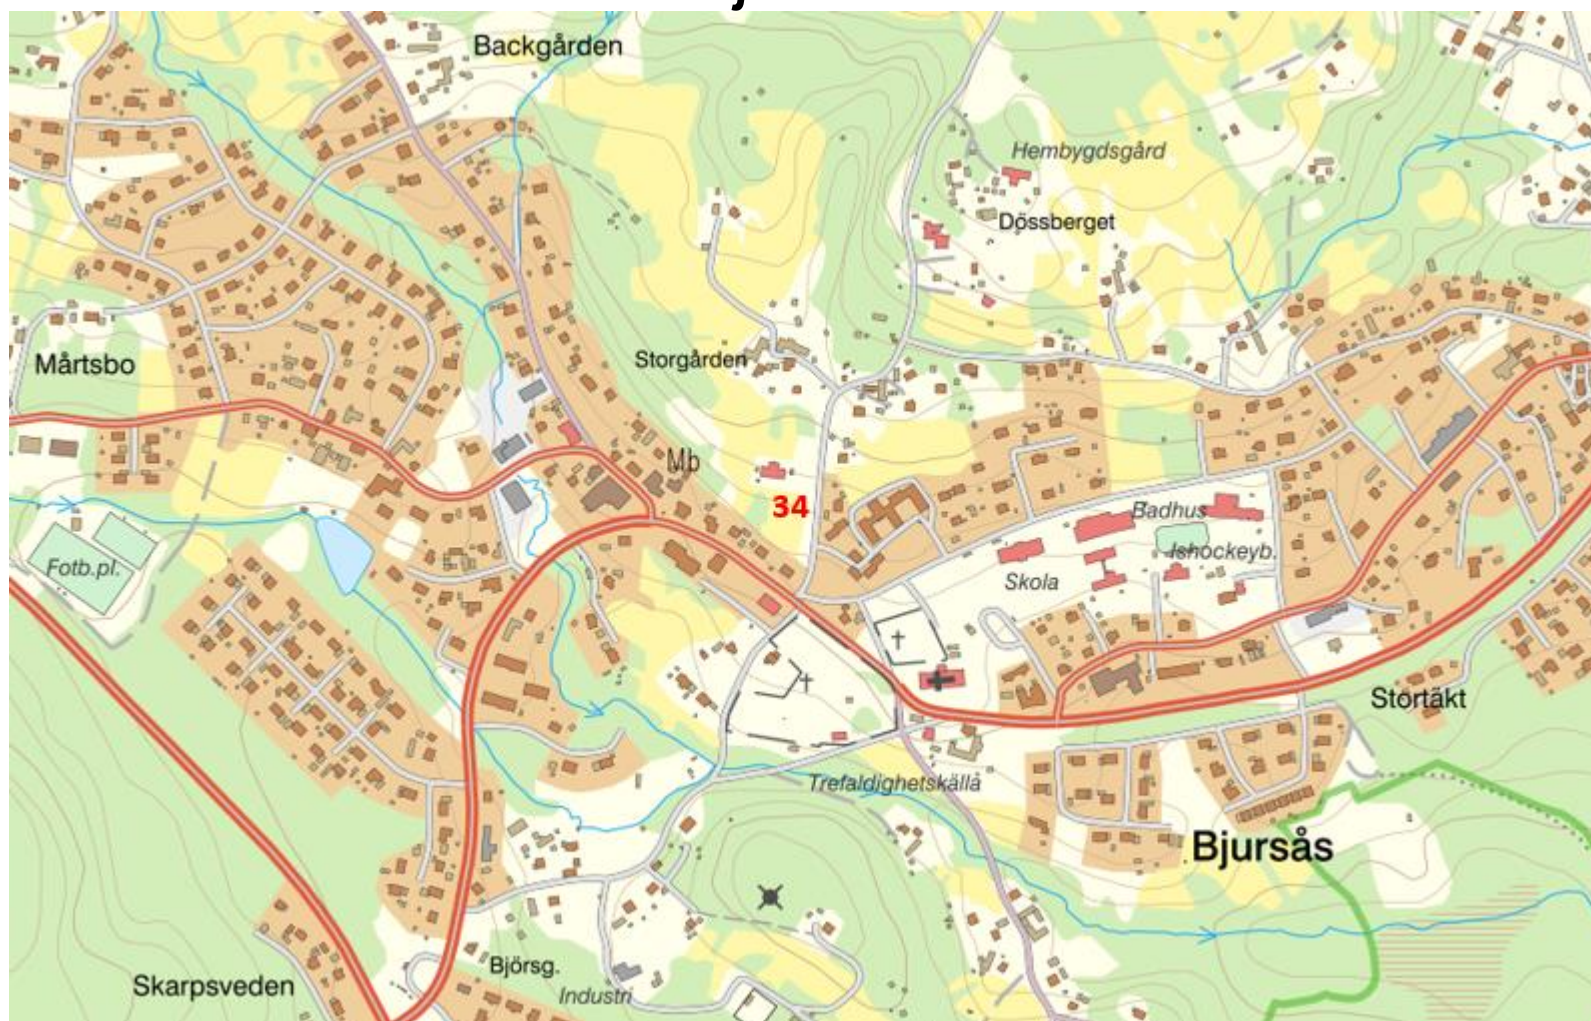 Backgården
Hembygdsgård
Dössberget
Mårtsbo
Storgården
Mb
34
Badhus
Ishockeyb.
Fotb.pl.
Skola
Stortäkt
Trefaldighetskälla
Bjursås
Björsg.
Skarpsveden
Industri